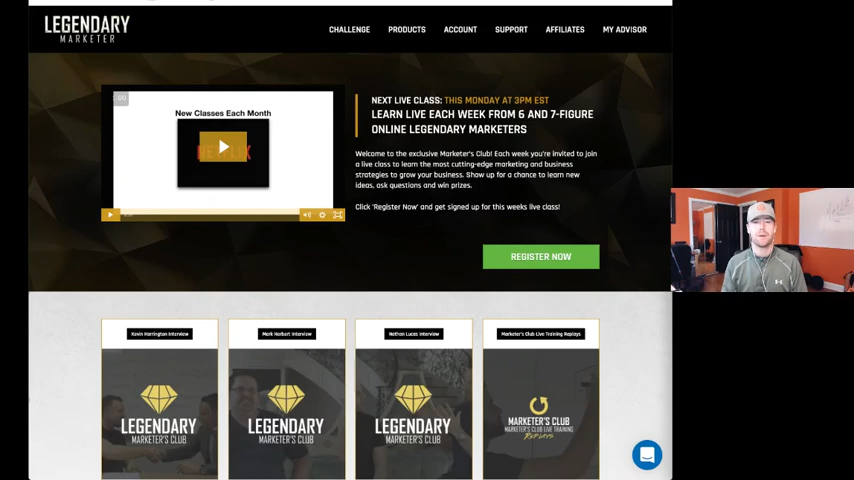 LEGENDARY
MARKETER
CHALLENGE PRODUCTS ACCOUNT SUPPORT AFFILIATES MY ADVISOR
New Classes Each Month
NEXT LIVE CLASS: THIS MONDAY AT 3PM EST
LEARN LIVE EACH WEEK FROM 6 AND 7-FIGURE
ONLINE LEGENDARY MARKETERS
Welcome to the exclusive Marketer's Club! Each week you're invited to join
a live class to learn the most cutting-edge marketing and business
strategies to grow your business. Show up for a chance to learn new
ideas, ask questions and win prizes.
Click 'Register Now' and get signed up for this weeks live class!
REGISTER NOW
Kevin Harrington Interview
Mark Herbert Interview
Nathan Lucas Interview
Marketer's Club Live Training Replays
LEGENDARY
MARKETER'S CLUB
LEGENDARY
MARKETER'S CLUB
LEGENDARY
MARKETER'S CLUB
MARKETER'S CLUB
MARKETER'S CLUB LIVE TRAINING
REPLAYS